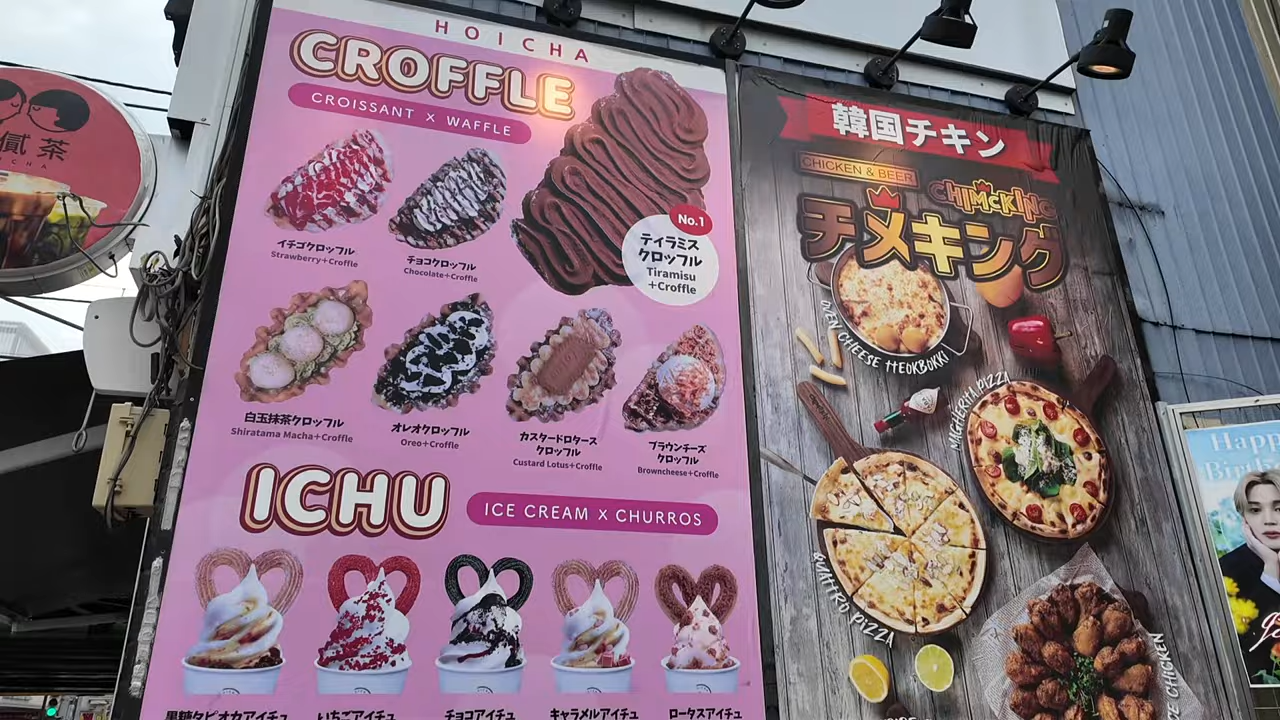 HOICHA
CROFFLE
CROISSANT X WAFFLE
イチゴクロッフル
Strawberry+Croffle
チョコクロッフル
Chocolate+Croffle
No.1
ティラミス
クロッフル
Tiramisu
+Croffle
白玉抹茶クロッフル
Shiratama Macha+Croffle
オレオクロッフル
Oreo+Croffle
カスタードロータース
クロッフル
Custard Lotus+Croffle
ブラウンチーズ
クロッフル
Browncheese+Croffle
ICHU
ICE CREAM X CHURROS
黒糖タピオカアイチュ
いちごアイチュ
チョコアイチュ
キャラメルアイチュ
ロータスアイチュ
茶
韓国チキン
CHICKEN & BEER
CHIMcKING
チメキング
OVEN CHEESE TTEOKBOKKI
MAGHERITA PIZZA
QUATTRO PIZZA
CHICKEN
Happy
Birth